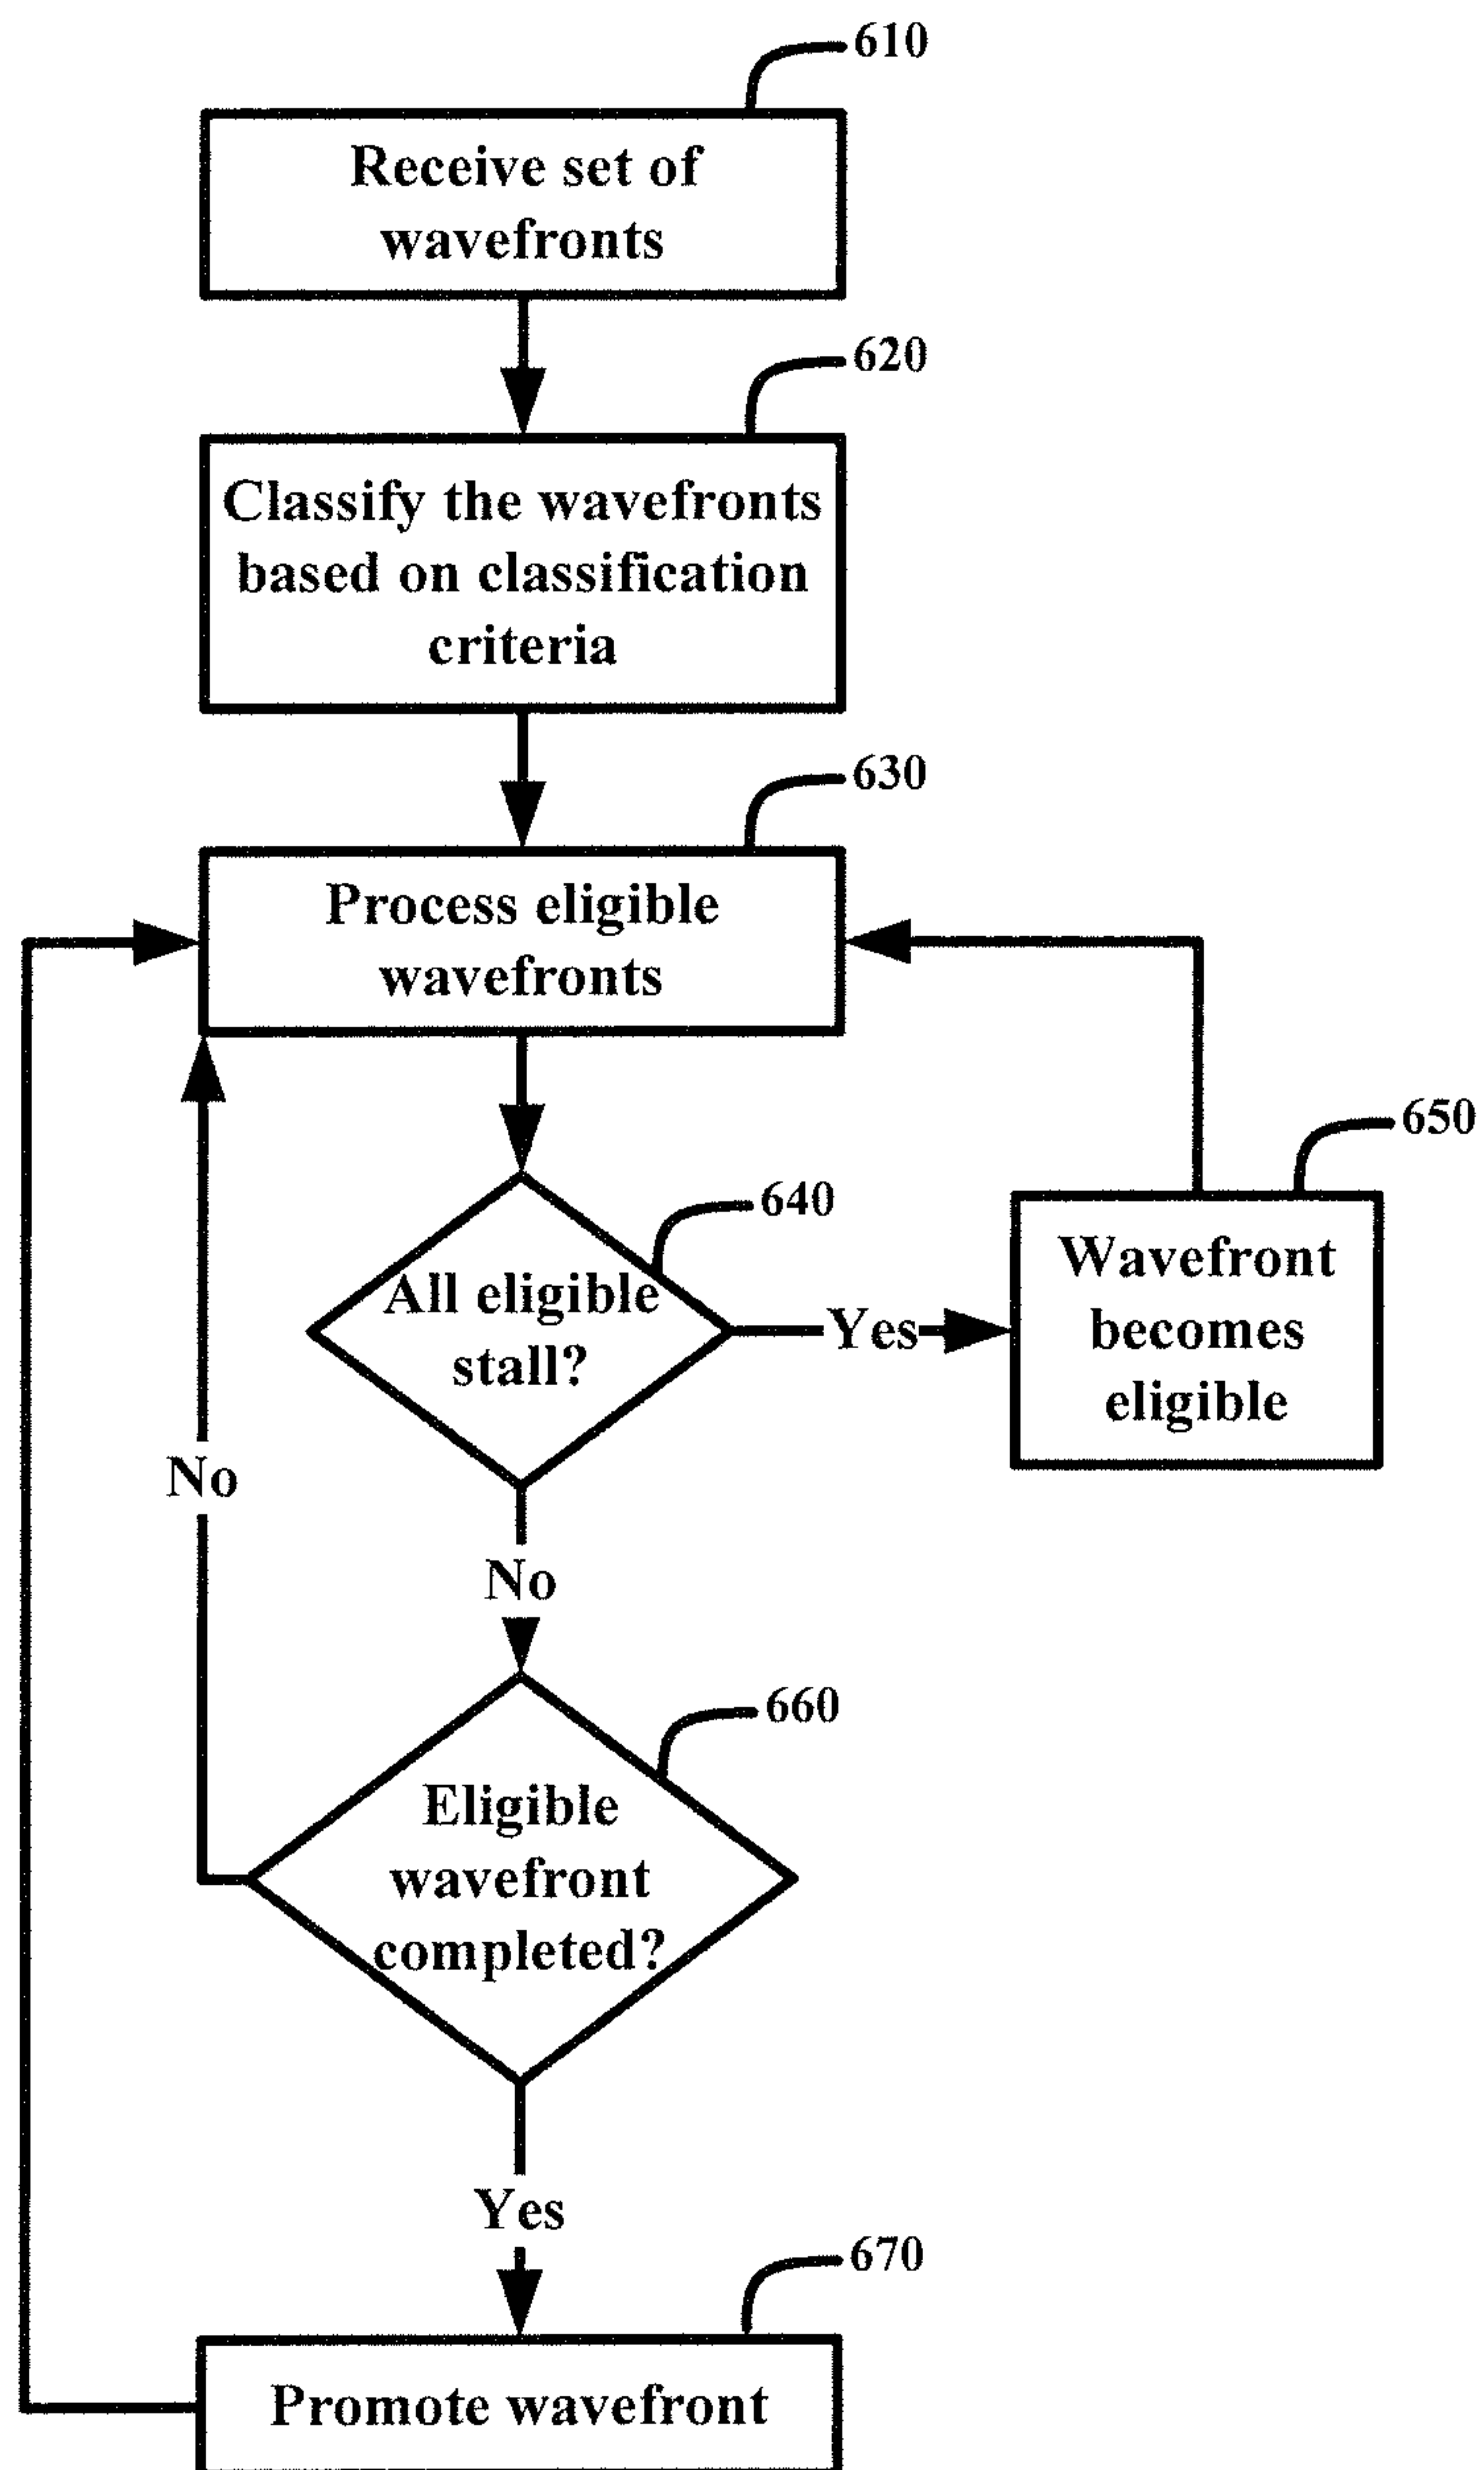 610
Receive set of
wavefronts
620
Classify the wavefronts
based on classification
criteria
630
Process eligible
wavefronts
640
All eligible
stall?
Yes
650
Wavefront
becomes
eligible
No
No
660
Eligible
wavefront
completed?
Yes
670
Promote wavefront